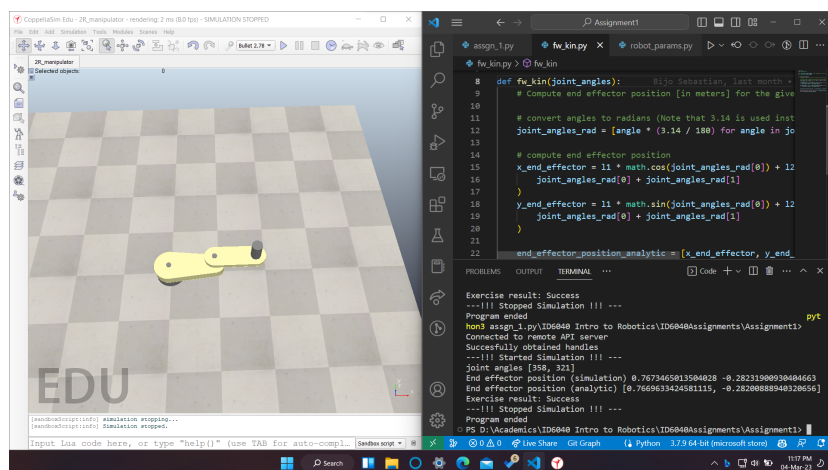 CoppeliaSim Edu - 2R_manipulator - rendering: 2 ms (8.0 fps) - SIMULATION STOPPED
File Edit Add Simulation Tools Modules Scenes Help
Bullet 2.78
2R_manipulator
Selected objects: 0
EDU
[sandboxScript:info] simulation stopping...
[sandboxScript:info] Simulation stopped.
Input Lua code here, or type "help()" (use TAB for auto-compl... Sandbox script
Assignment1
assgn_1.py fw_kin.py robot_params.py
fw_kin.py > fw_kin
8 def fw_kin(joint_angles): Bijo Sebastian, last month •
9 # Compute end effector position [in meters] for the give
10
11 # convert angles to radians (Note that 3.14 is used inst
12 joint_angles_rad = [angle * (3.14 / 180) for angle in jo
13
14 # compute end effector position
15 x_end_effector = l1 * math.cos(joint_angles_rad[0]) + l2
16 joint_angles_rad[0] + joint_angles_rad[1]
17 )
18 y_end_effector = l1 * math.sin(joint_angles_rad[0]) + l2
19 joint_angles_rad[0] + joint_angles_rad[1]
20 )
21
22 end_effector_position_analytic = [x_end_effector, y_end_
PROBLEMS OUTPUT TERMINAL ··· Code
Exercise result: Success
---!!! Stopped Simulation !!! ---
Program ended
pyt
hon3 assgn_1.py\ID6040 Intro to Robotics\ID6040Assignments\Assignment1>
Connected to remote API server
Succesfully obtained handles
---!!! Started Simulation !!! ---
joint angles [358, 321]
End effector position (simulation) 0.7673465013504028 -0.28231900930404663
End effector position (analytic) [0.7669633424581115, -0.28200888940320656]
Exercise result: Success
---!!! Stopped Simulation !!! ---
Program ended
PS D:\Academics\ID6040 Intro to Robotics\ID6040Assignments\Assignment1>
0 0 Live Share Git Graph Python 3.7.9 64-bit (microsoft store)
Search
11:17 PM
04-Mar-23